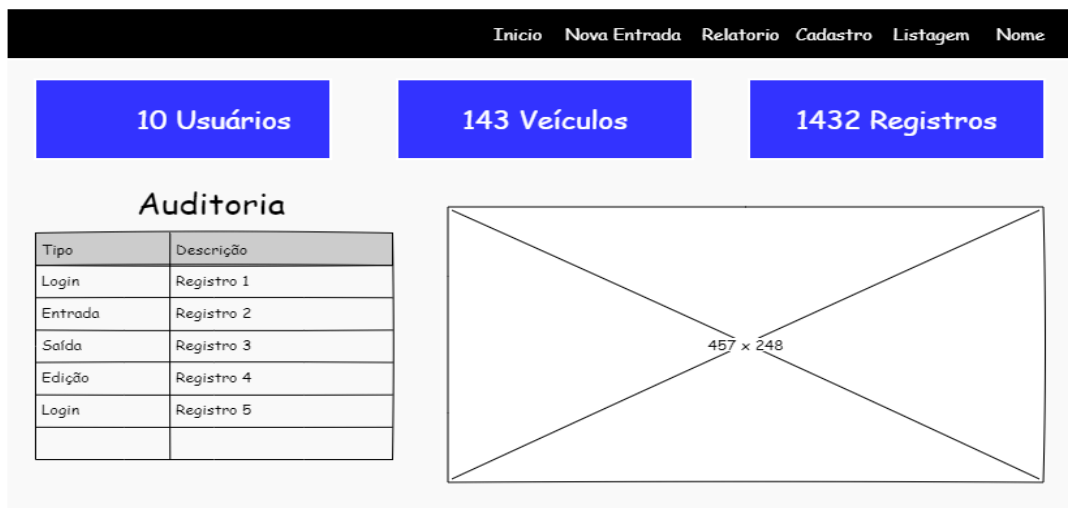 Inicio Nova Entrada Relatorio Cadastro Listagem Nome
10 Usuários 143 Veículos 1432 Registros
Auditoria
Tipo Descrição
Login Registro 1
Entrada Registro 2
Saída Registro 3
Edição Registro 4
Login Registro 5
457 x 248